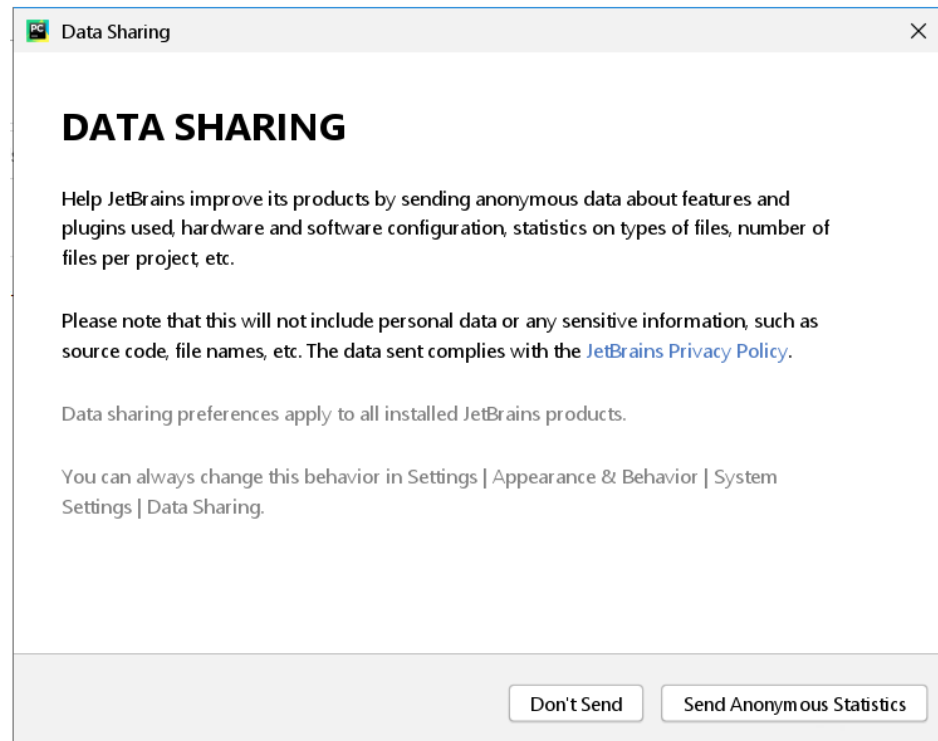 PC
Data Sharing
DATA SHARING
Help JetBrains improve its products by sending anonymous data about features and
plugins used, hardware and software configuration, statistics on types of files, number of
files per project, etc.
Please note that this will not include personal data or any sensitive information, such as
source code, file names, etc. The data sent complies with the JetBrains Privacy Policy.
Data sharing preferences apply to all installed JetBrains products.
You can always change this behavior in Settings | Appearance & Behavior | System
Settings | Data Sharing.
Don't Send
Send Anonymous Statistics